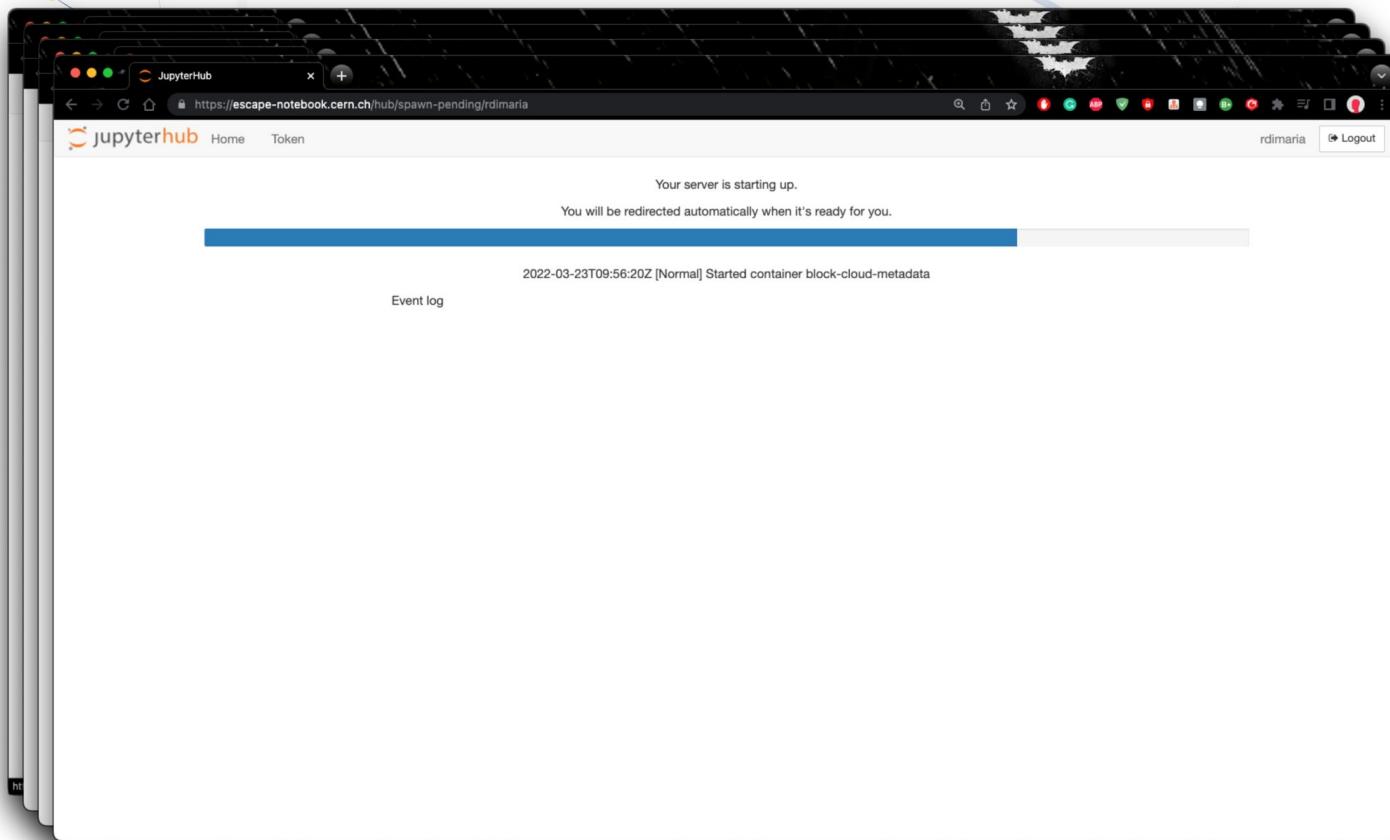 JupyterHub
https://escape-notebook.cern.ch/hub/spawn-pending/rdimaria
ABP
jupyterhub Home Token rdimaria Logout
Your server is starting up.
You will be redirected automatically when it's ready for you.
2022-03-23T09:56:20Z [Normal] Started container block-cloud-metadata
Event log
ht